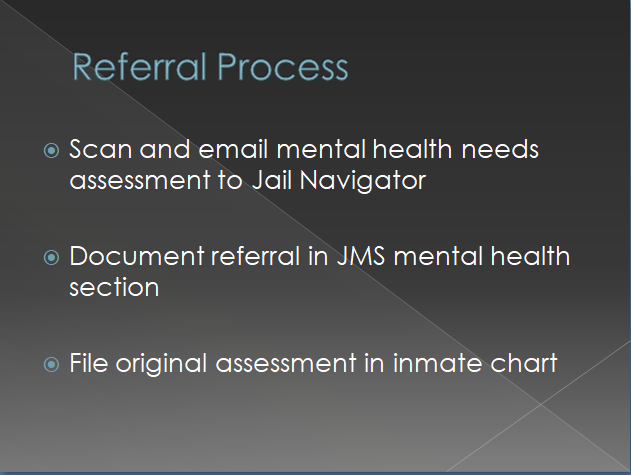 Referral Process
Scan and email mental health needs
assessment to Jail Navigator
Document referral in JMS mental health
section
File original assessment in inmate chart